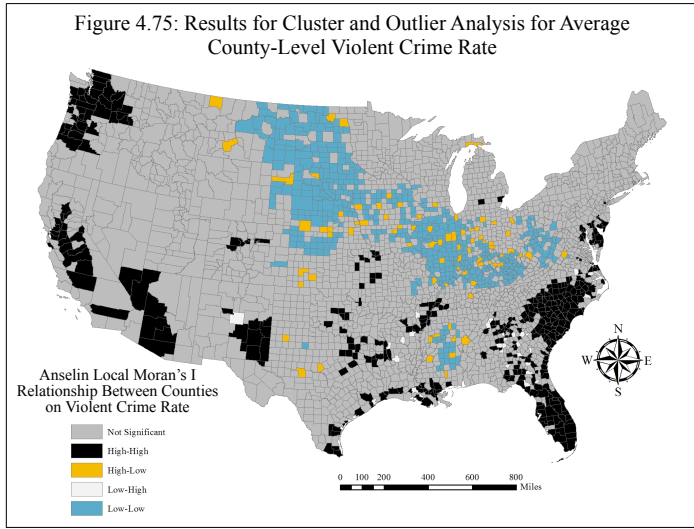 Figure 4.75: Results for Cluster and Outlier Analysis for Average
County-Level Violent Crime Rate
N
W
E
S
Anselin Local Moran's I
Relationship Between Counties
on Violent Crime Rate
Not Significant
High-High
High-Low
Low-High
Low-Low
0 100 200 400 600 800
Miles